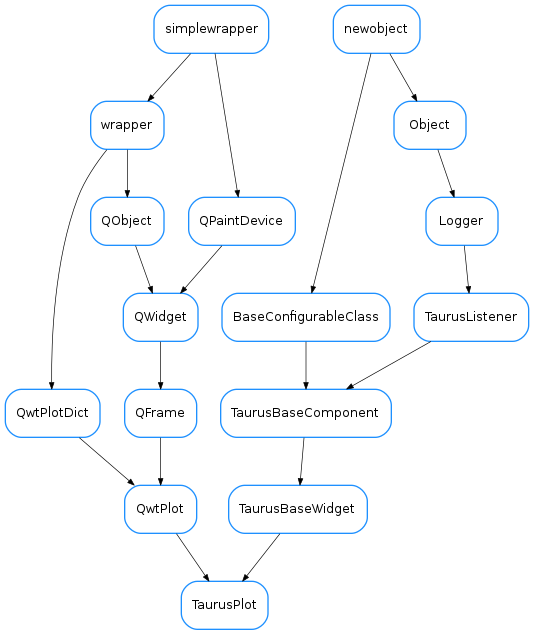 simplewrapper
newobject
wrapper
Object
QObject
QPaintDevice
Logger
QWidget
BaseConfigurableClass
TaurusListener
QwtPlotDict
QFrame
TaurusBaseComponent
QwtPlot
TaurusBaseWidget
TaurusPlot